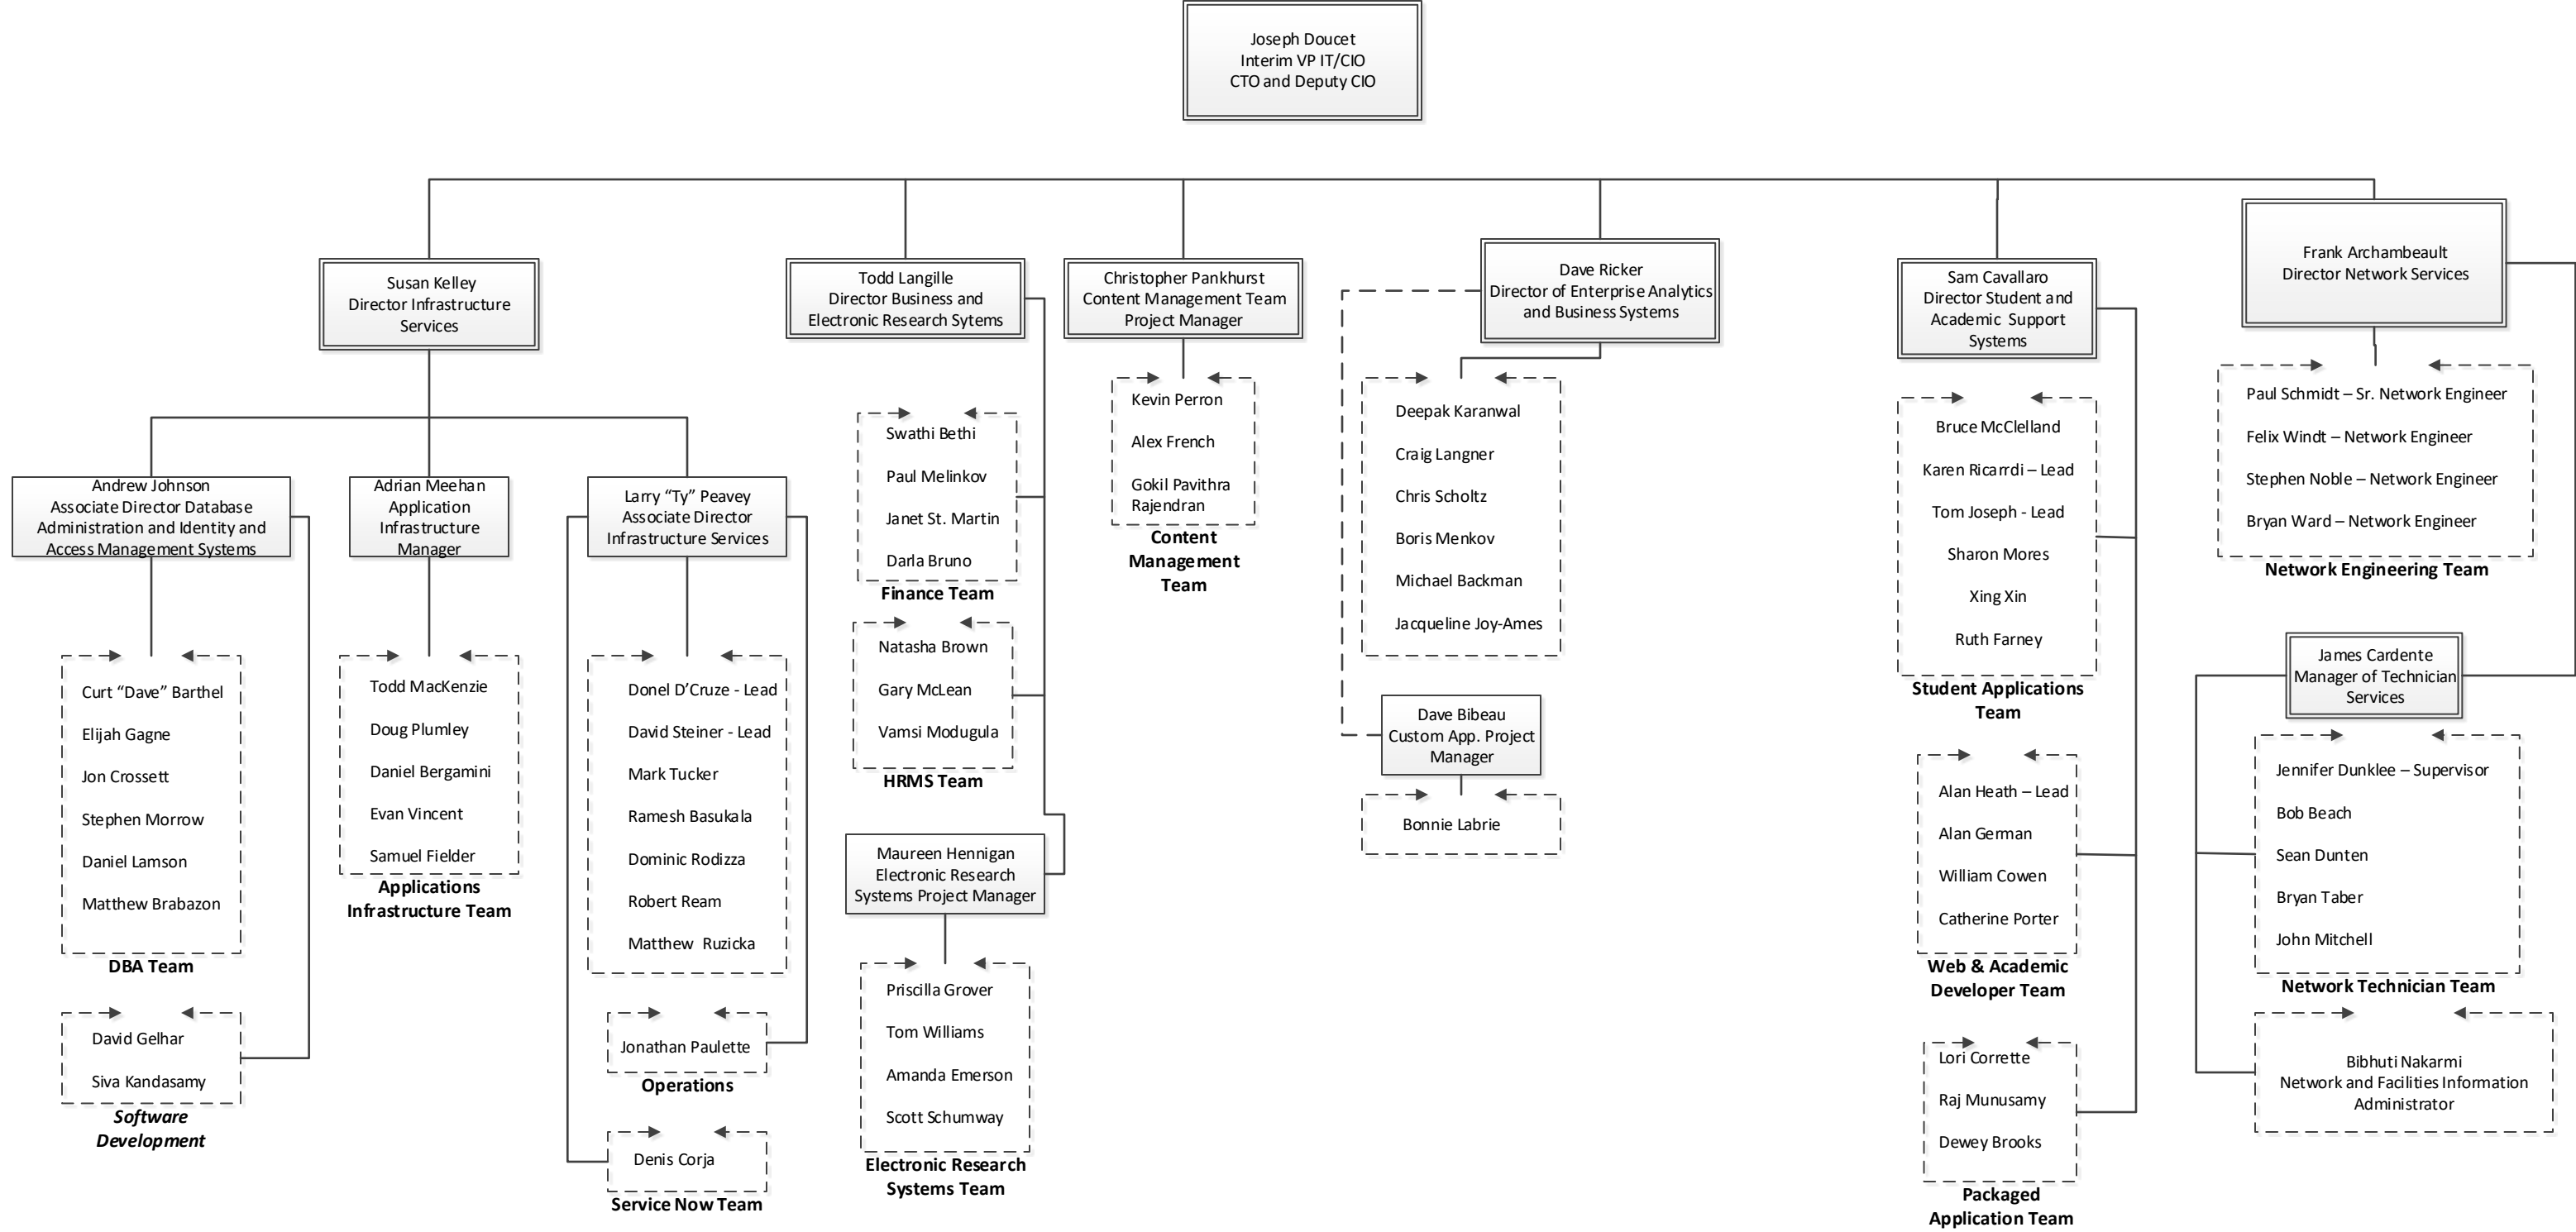 Joseph Doucet
Interim VP IT/CIO
CTO and Deputy CIO
Susan Kelley
Director Infrastructure
Services
Andrew Johnson
Associate Director Database
Administration and Identity and
Access Management Systems
Curt “Dave” Barthel
Elijah Gagne
Jon Crossett
Stephen Morrow
Daniel Lamson
Matthew Brabazon
DBA Team
David Gelhar
Siva Kandasamy
Software
Development
Adrian Meehan
Application
Infrastructure
Manager
Todd MacKenzie
Doug Plumley
Daniel Bergamini
Evan Vincent
Samuel Fielder
Applications
Infrastructure Team
Larry “Ty” Peavey
Associate Director
Infrastructure Services
Donel D’Cruze - Lead
David Steiner - Lead
Mark Tucker
Ramesh Basukala
Dominic Rodizza
Robert Ream
Matthew Ruzicka
Jonathan Paulette
Operations
Denis Corja
Service Now Team
Todd Langille
Director Business and
Electronic Research Sytems
Swathi Bethi
Paul Melinkov
Janet St. Martin
Darla Bruno
Finance Team
Natasha Brown
Gary McLean
Vamsi Modugula
HRMS Team
Maureen Hennigan
Electronic Research
Systems Project Manager
Priscilla Grover
Tom Williams
Amanda Emerson
Scott Schumway
Electronic Research
Systems Team
Christopher Pankhurst
Content Management Team
Project Manager
Kevin Perron
Alex French
Gokil Pavithra
Rajendran
Content
Management
Team
Dave Ricker
Director of Enterprise Analytics
and Business Systems
Deepak Karanwal
Craig Langner
Chris Scholtz
Boris Menkov
Michael Backman
Jacqueline Joy-Ames
Dave Bibeau
Custom App. Project
Manager
Bonnie Labrie
Sam Cavallaro
Director Student and
Academic Support
Systems
Bruce McClelland
Karen Ricarrdi – Lead
Tom Joseph - Lead
Sharon Mores
Xing Xin
Ruth Farney
Student Applications
Team
Alan Heath – Lead
Alan German
William Cowen
Catherine Porter
Web & Academic
Developer Team
Lori Corrette
Raj Munusamy
Dewey Brooks
Packaged
Application Team
Frank Archambeault
Director Network Services
Paul Schmidt – Sr. Network Engineer
Felix Windt – Network Engineer
Stephen Noble – Network Engineer
Bryan Ward – Network Engineer
Network Engineering Team
James Cardente
Manager of Technician
Services
Jennifer Dunklee – Supervisor
Bob Beach
Sean Dunten
Bryan Taber
John Mitchell
Network Technician Team
Bibhuti Nakarmi
Network and Facilities Information
Administrator